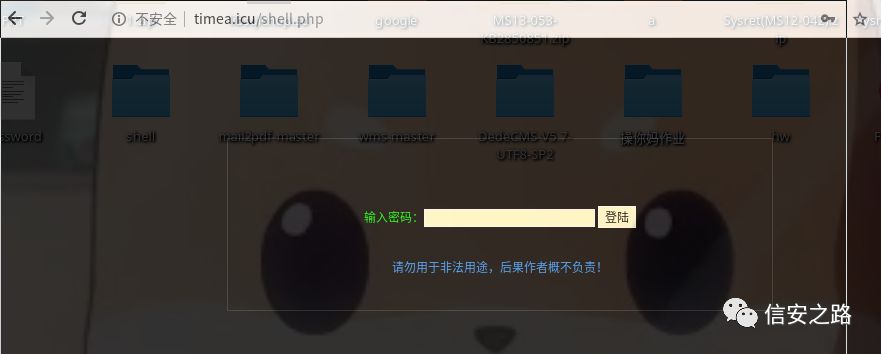 不安全 | timea.icu/shell.php
google
MS13-053-
KB2850851.zip
a
Sysret(MS12-042).z
ip
ssword
shell
mail2pdf-master
wms-master
DedeCMS-V5.7-
UTF8-SP2
操你妈作业
hw
输入密码：
登陆
请勿用于非法用途，后果作者概不负责！
信安之路